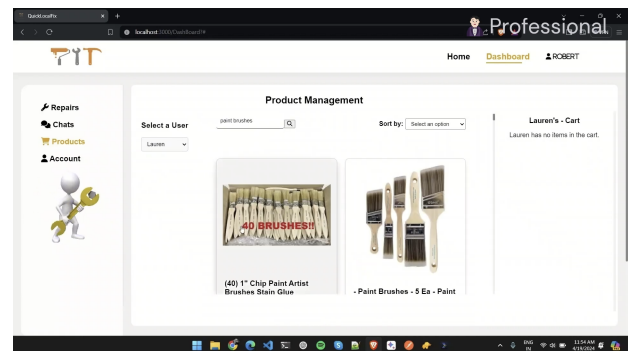 QuickLocalFix
localhost:3000/DashBoard?#
Professional
Home
Dashboard
ROBERT
Repairs
Chats
Products
Account
Product Management
Select a User
Lauren
paint brushes
Sort by:
Select an option
40 BRUSHES!!
(40) 1" Chip Paint Artist
Brushes Stain Glue
- Paint Brushes - 5 Ea - Paint
Lauren's - Cart
Lauren has no items in the cart.
ENG
IN
11:54 AM
9/19/2024